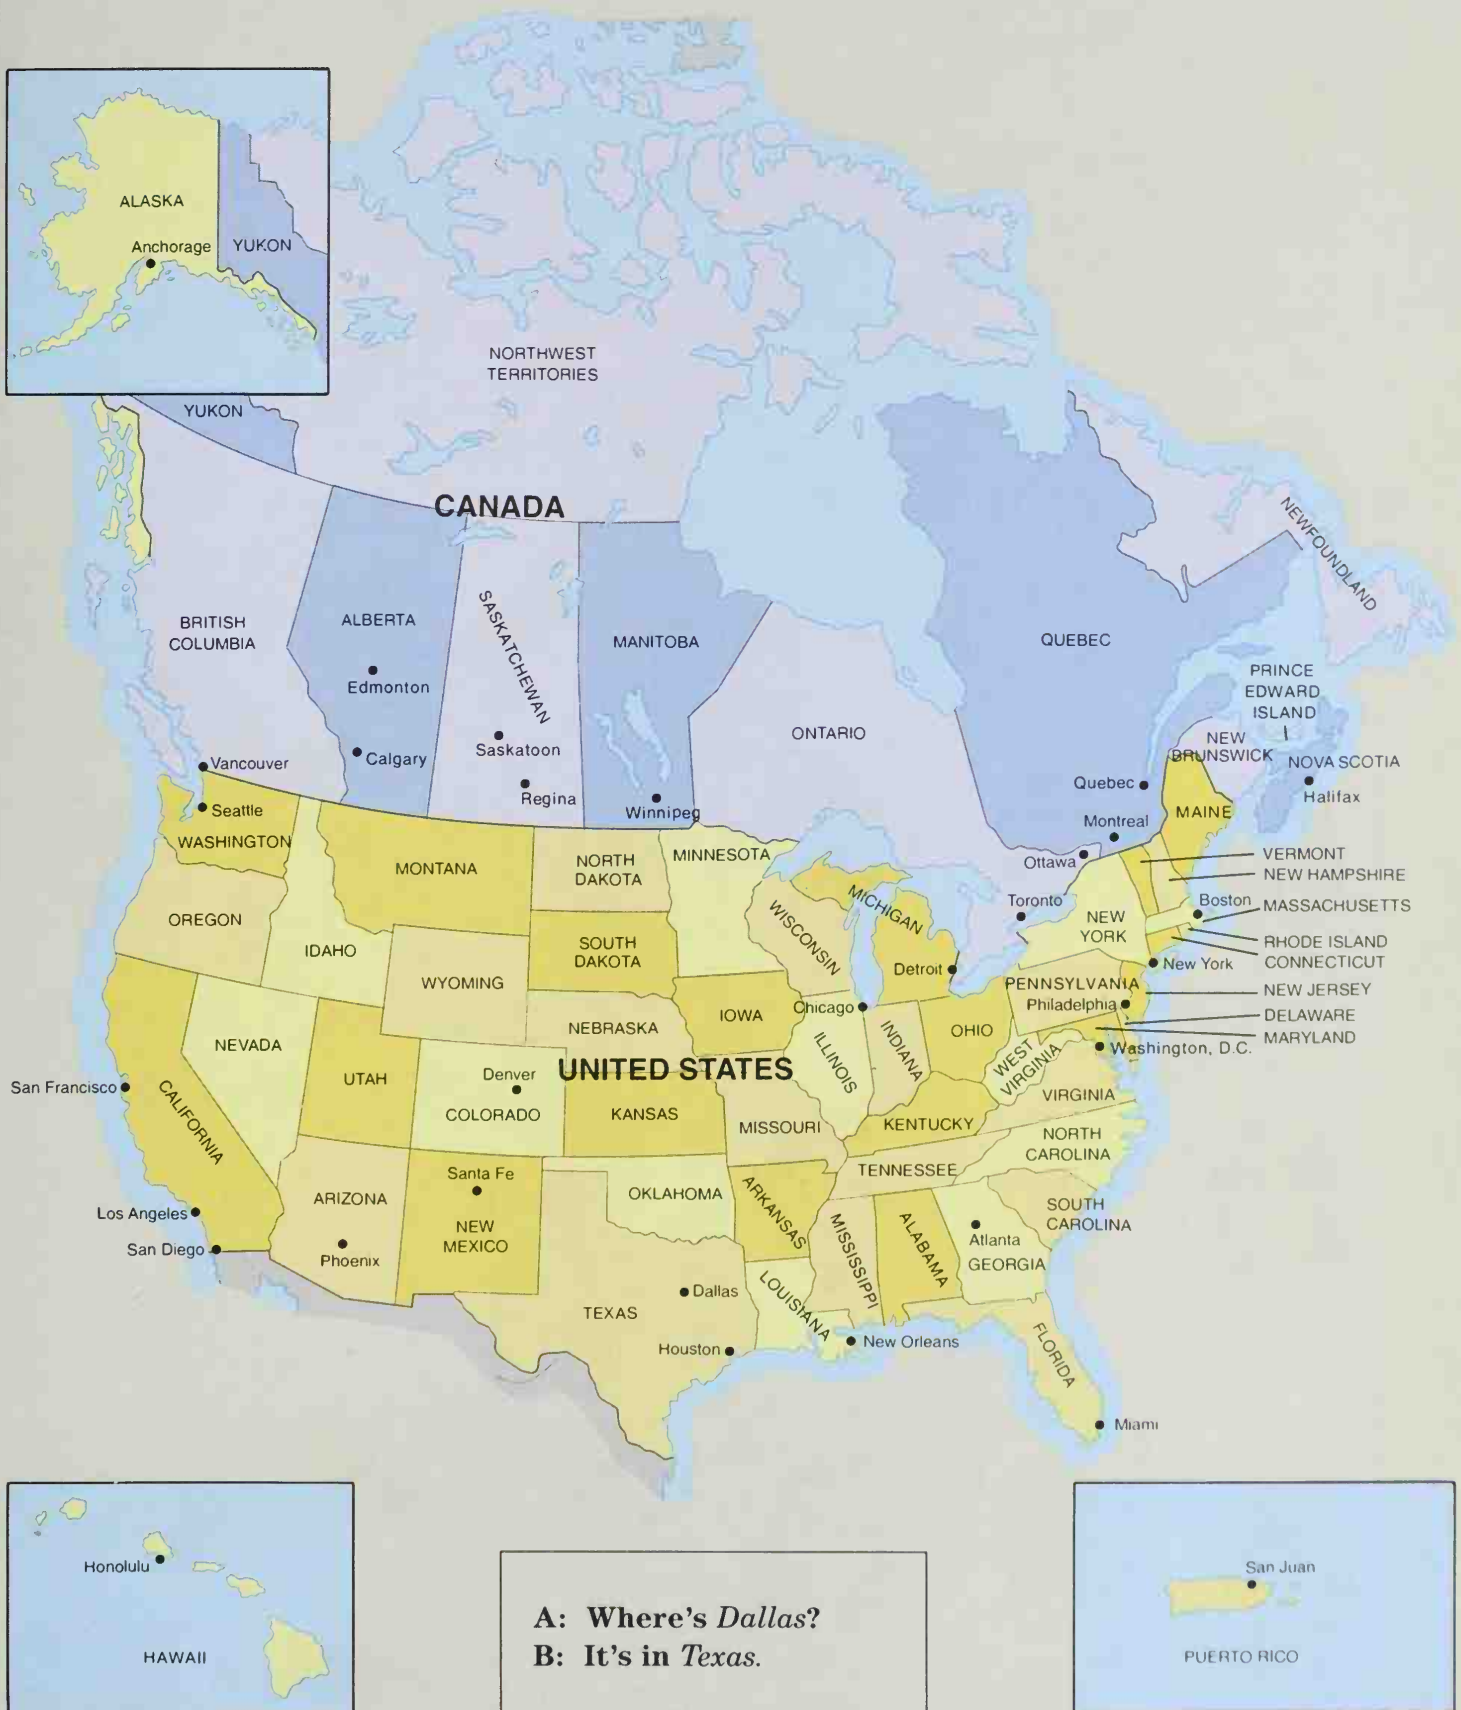 ALASKA
Anchorage
YUKON
NORTHWEST
TERRITORIES
YUKON
CANADA
BRITISH
COLUMBIA
ALBERTA
Edmonton
Calgary
SASKATCHEWAN
Saskatoon
Regina
MANITOBA
Winnipeg
ONTARIO
QUEBEC
NEWFOUNDLAND
PRINCE
EDWARD
ISLAND
NEW
BRUNSWICK
NOVA SCOTIA
Halifax
Quebec
Montreal
Ottawa
Toronto
Vancouver
Seattle
WASHINGTON
OREGON
IDAHO
MONTANA
WYOMING
NORTH
DAKOTA
SOUTH
DAKOTA
MINNESOTA
WISCONSIN
MICHIGAN
Detroit
NEW
YORK
MAINE
VERMONT
NEW HAMPSHIRE
Boston
MASSACHUSETTS
RHODE ISLAND
CONNECTICUT
New York
PENNSYLVANIA
Philadelphia
NEW JERSEY
DELAWARE
MARYLAND
Washington, D.C.
NEVADA
UTAH
NEBRASKA
IOWA
Chicago
ILLINOIS
INDIANA
OHIO
WEST
VIRGINIA
VIRGINIA
UNITED STATES
San Francisco
CALIFORNIA
Denver
COLORADO
KANSAS
MISSOURI
KENTUCKY
NORTH
CAROLINA
TENNESSEE
SOUTH
CAROLINA
Los Angeles
San Diego
ARIZONA
Phoenix
Santa Fe
NEW
MEXICO
OKLAHOMA
ARKANSAS
MISSISSIPPI
ALABAMA
Atlanta
GEORGIA
TEXAS
Dallas
Houston
LOUISIANA
New Orleans
FLORIDA
Miami
Honolulu
HAWAII
A: Where's Dallas?
B: It's in Texas.
San Juan
PUERTO RICO